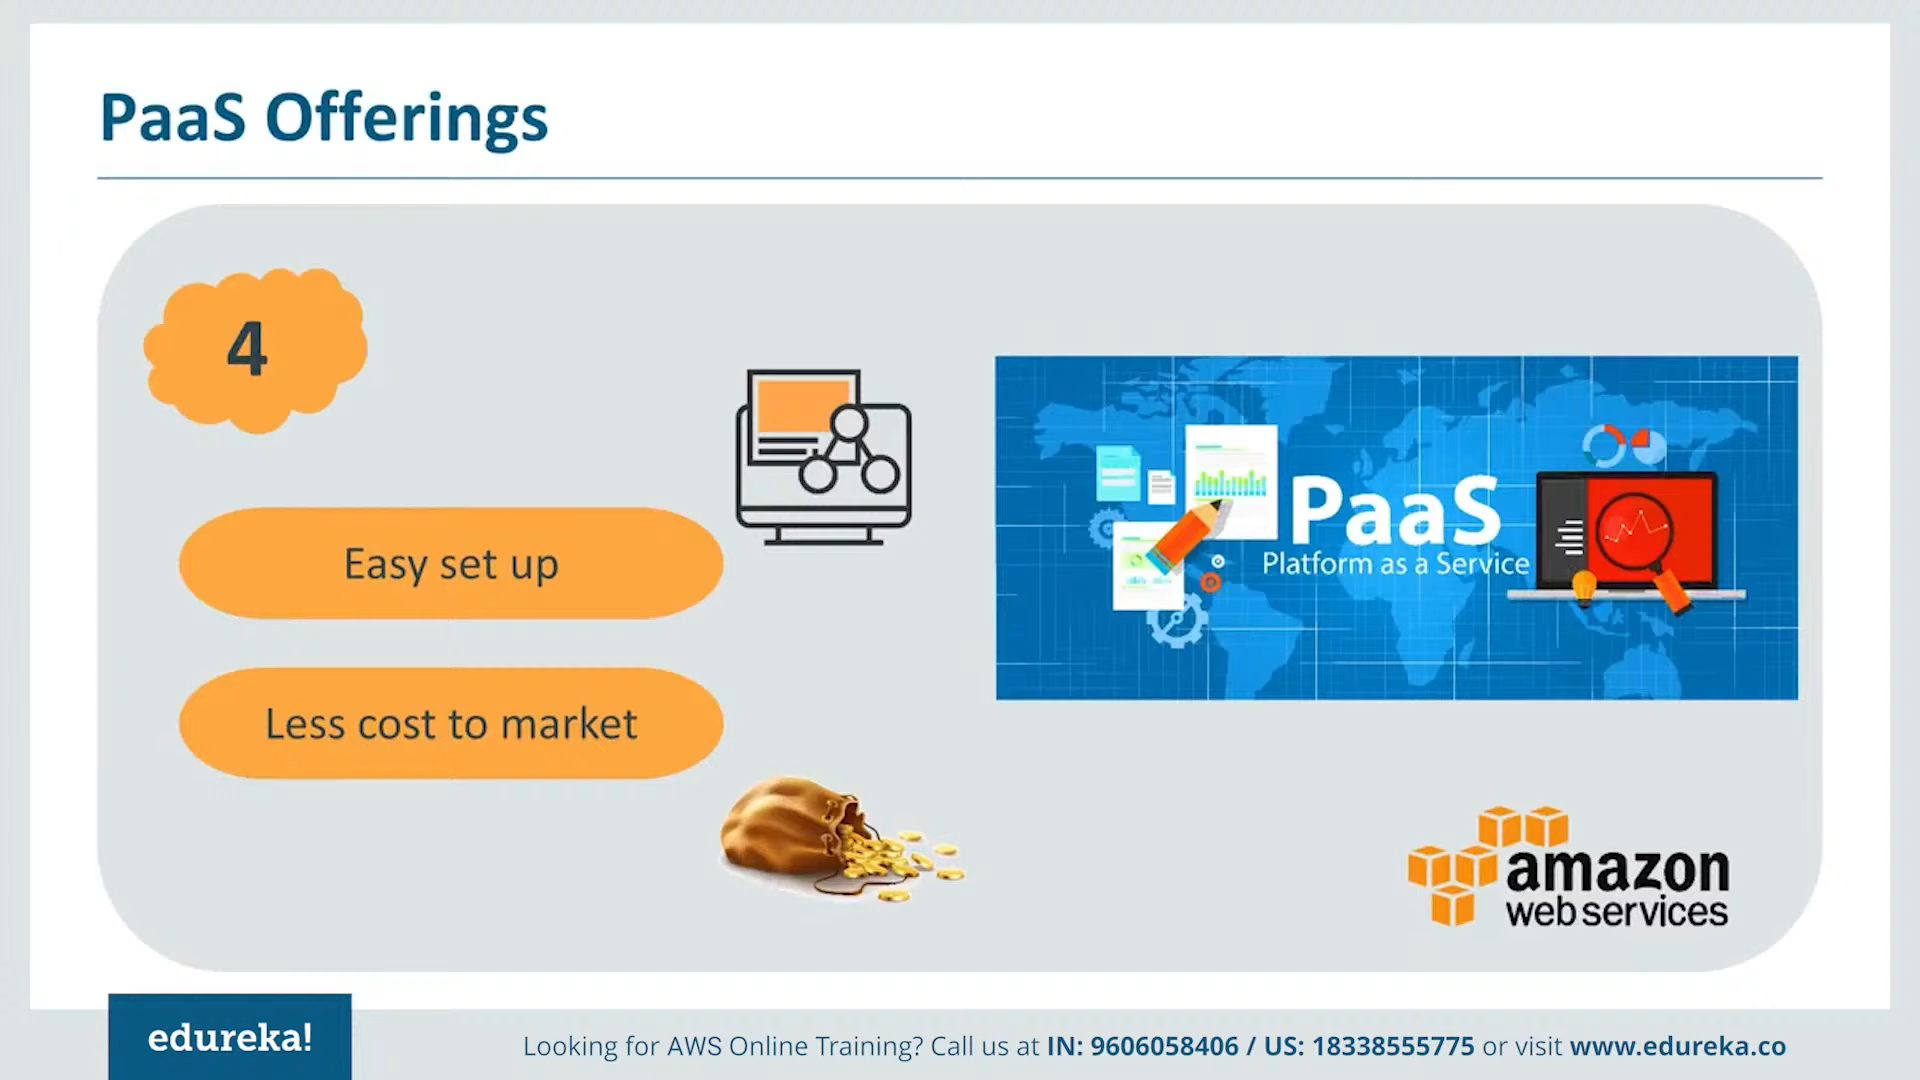 PaaS Offerings
4
Easy set up
Less cost to market
PaaS
Platform as a Service
amazon
web services
edureka!
Looking for AWS Online Training? Call us at IN: 9606058406 / US: 18338555775 or visit www.edureka.co